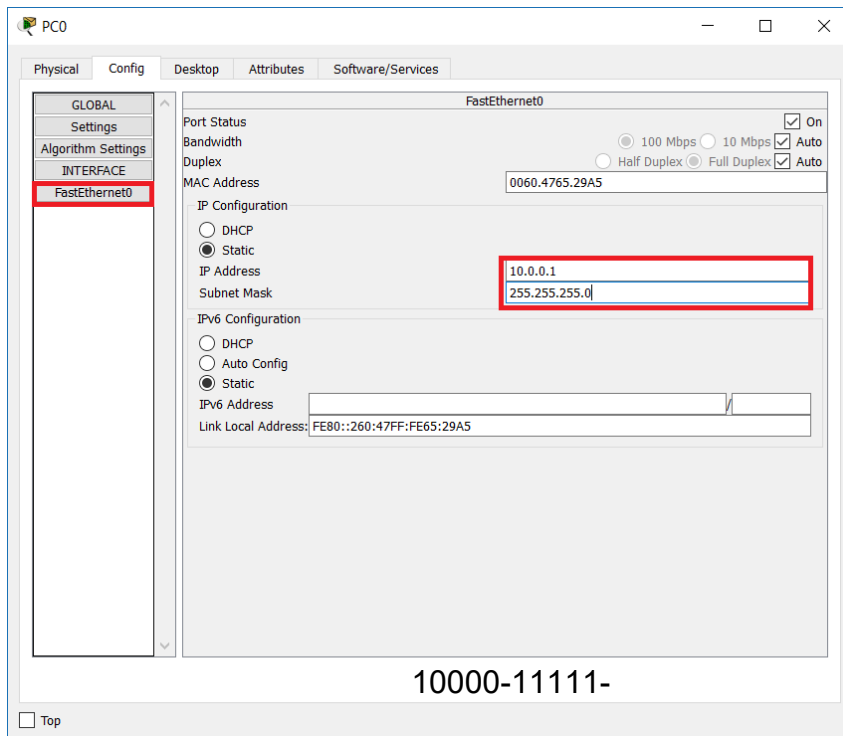 PC0
Physical Config Desktop Attributes Software/Services
GLOBAL
Settings
Algorithm Settings
INTERFACE
FastEthernet0
FastEthernet0
Port Status On
Bandwidth 100 Mbps 10 Mbps Auto
Duplex Half Duplex Full Duplex Auto
MAC Address 0060.4765.29A5
IP Configuration
DHCP
Static
IP Address 10.0.0.1
Subnet Mask 255.255.255.0
IPv6 Configuration
DHCP
Auto Config
Static
IPv6 Address /
Link Local Address: FE80::260:47FF:FE65:29A5
10000-11111-
Top